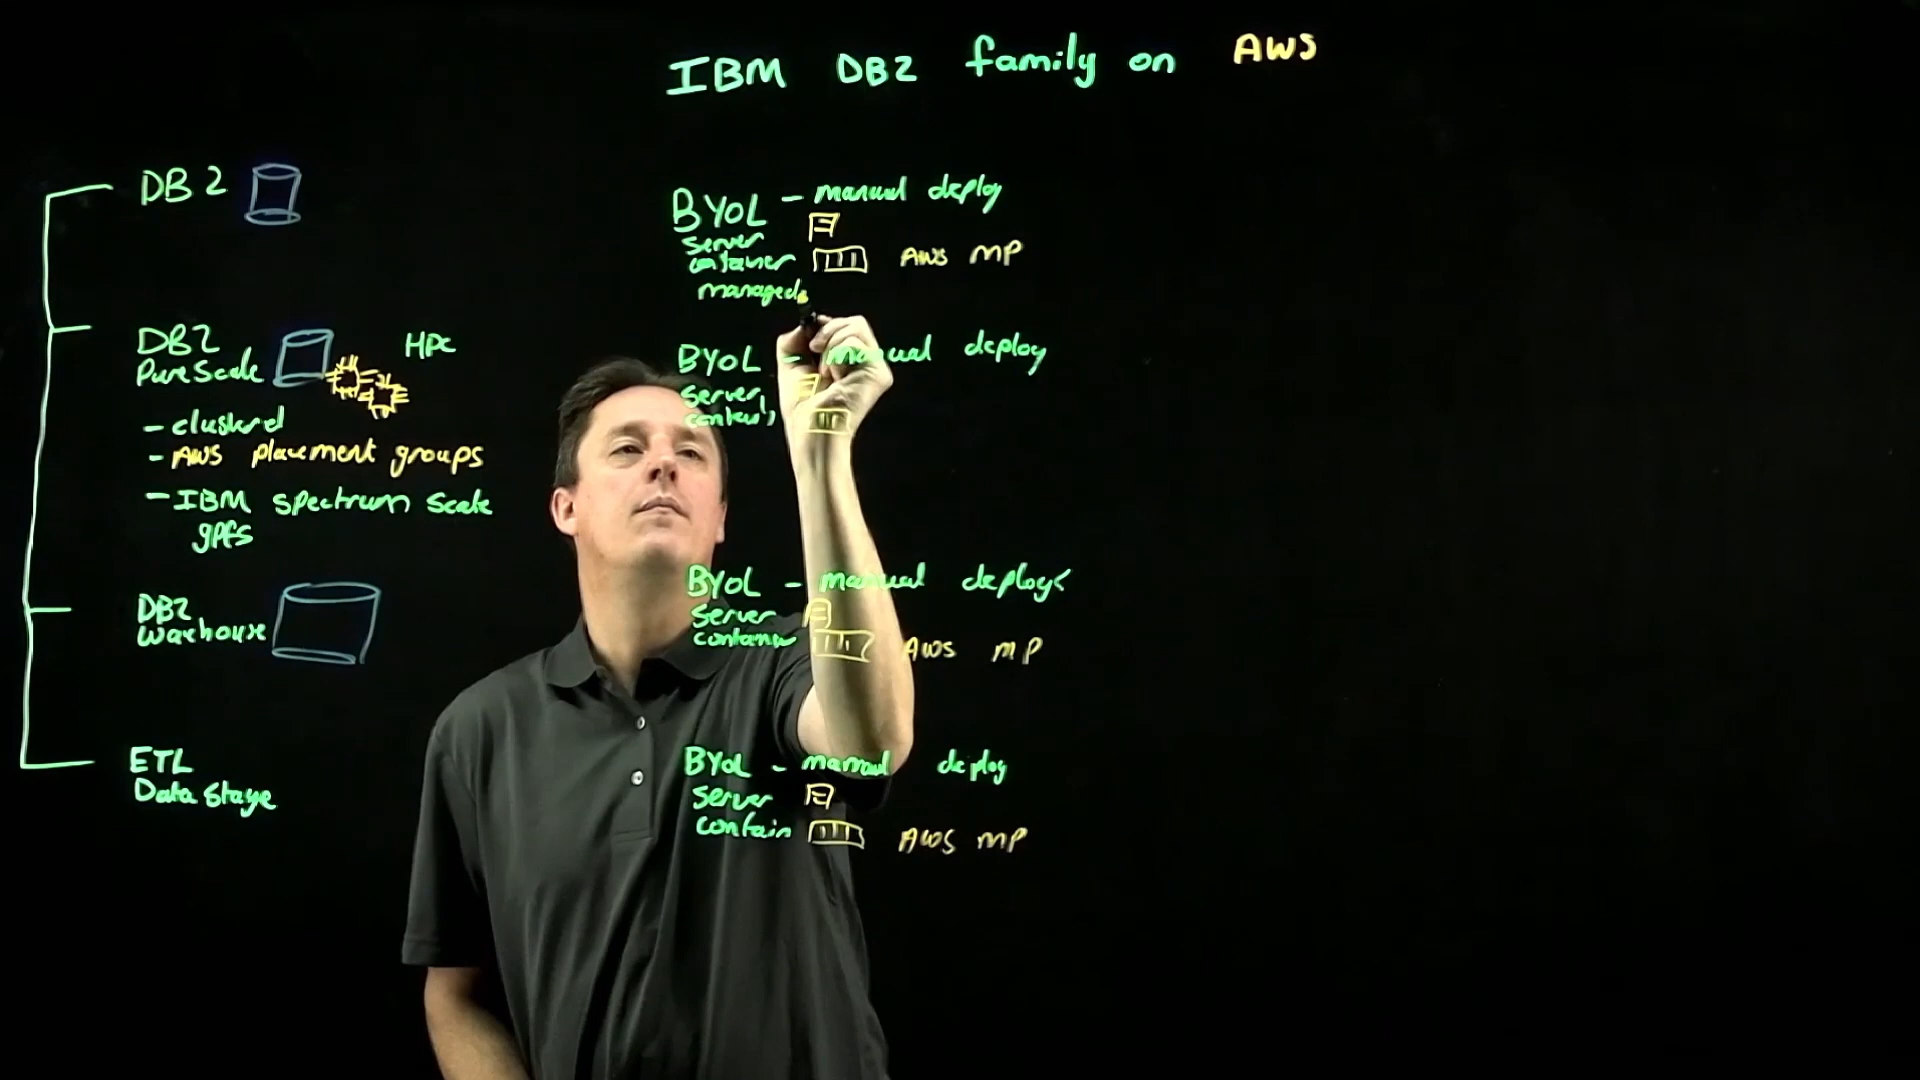 IBM DB2 family on AWS
DB2
DB2
PureScale
HPC
- clusterd
- AWS placement groups
- IBM spectrum scale
gpfs
DB2
Warehouse
ETL
Data Stage
BYOL - manual deploy
server
container
AWS MP
managed
BYOL - manual deploy
server
BYOL - manual deploy
server
container
AWS MP
BYOL - manual deploy
server
contain
AWS MP